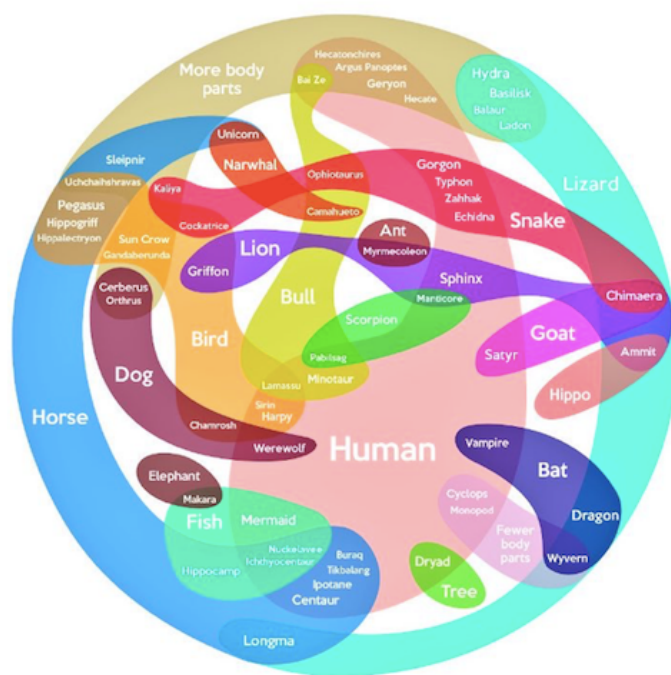 Hecatonchires
Argus Panoptes
Bai Ze
Geryon
Hecate
More body
parts
Hydra
Basilisk
Balaur
Ladon
Unicorn
Sleipnir
Narwhal
Uchchaihshravas
Kaliya
Ophiotaurus
Gorgon
Typhon
Zahhak
Echidna
Lizard
Pegasus
Hippogriff
Hippalectryon
Cockatrice
Camahueto
Snake
Ant
Myrmecoleon
Sun Crow
Gandaberunda
Lion
Griffon
Sphinx
Cerberus
Orthrus
Bull
Chimaera
Manticore
Scorpion
Goat
Bird
Pabilsag
Satyr
Ammit
Dog
Lamassu
Minotaur
Hippo
Horse
Sirin
Harpy
Chamrosh
Werewolf
Human
Vampire
Bat
Elephant
Makara
Cyclops
Monopod
Dragon
Fish
Mermaid
Fewer
body
parts
Nuckelavee
Ichthyocentaur
Buraq
Tikbalang
Ipotane
Centaur
Hippocamp
Dryad
Tree
Wyvern
Longma